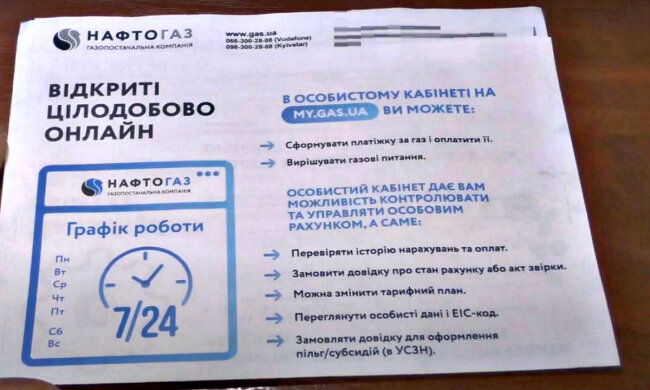 НАФТОГАЗ
ГАЗОПОСТАЧАЛЬНА КОМПАНІЯ
www.gas.ua
066-300-28-88 (Vodafone)
098-300-28-88 (Kyivstar)
ВІДКРИТІ
ЦІЛОДОБОВО
ОНЛАЙН
НАФТОГАЗ
ГАЗОПОСТАЧАЛЬНА КОМПАНІЯ
Графік роботи
Пн
Вт
Ср
Чт
Пт
Сб
Вс
7/24
В ОСОБИСТОМУ КАБІНЕТІ НА
MY.GAS.UA ВИ МОЖЕТЕ:
Сформувати платіжку за газ і оплатити її.
Вирішувати газові питання.
ОСОБИСТИЙ КАБІНЕТ ДАЄ ВАМ
МОЖЛИВІСТЬ КОНТРОЛЮВАТИ
ТА УПРАВЛЯТИ ОСОБОВИМ
РАХУНКОМ, А САМЕ:
Перевіряти історію нарахувань та оплат.
Замовити довідку про стан рахунку або акт звірки.
Можна змінити тарифний план.
Переглянути особисті дані і ЕІС-код.
Замовляти довідку для оформлення
пільг/субсидій (в УСЗН).